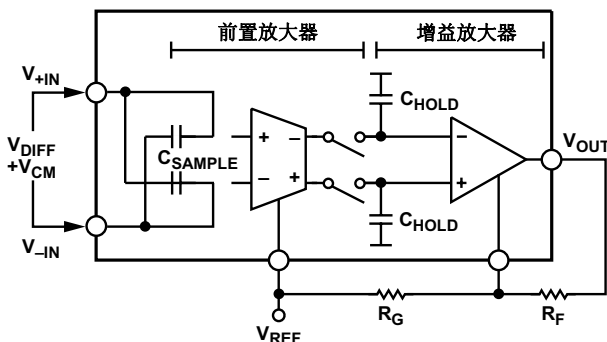 前置放大器
增益放大器
V+IN
CHOLD
VDIFF
+VCM
CSAMPLE
+
−
−
+
−
+
VOUT
CHOLD
V–IN
RG
RF
VREF